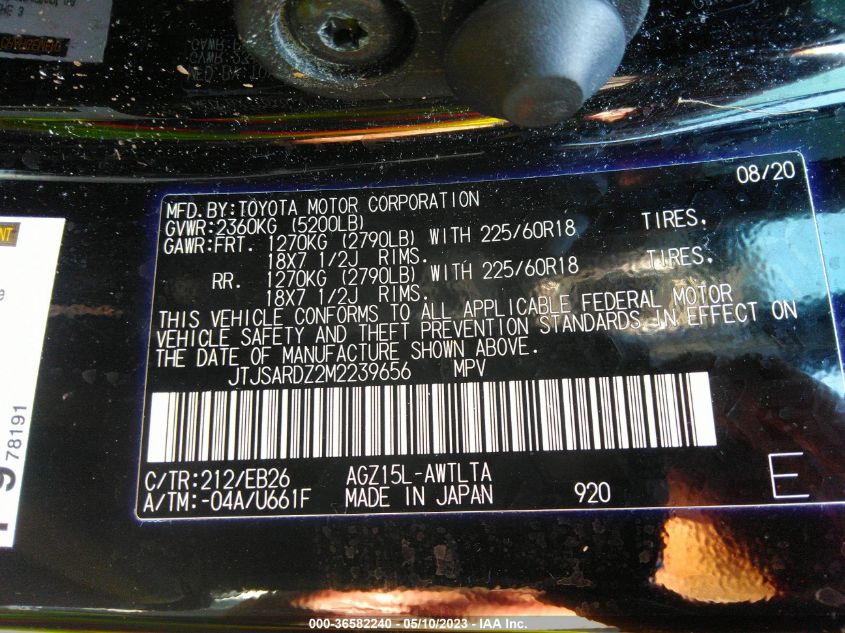 08/20
MFD.BY:TOYOTA MOTOR CORPORATION
GVWR:2360KG (5200LB)
GAWR:FRT. 1270KG (2790LB) WITH 225/60R18 TIRES.
18X7 1/2J RIMS.
RR. 1270KG (2790LB) WITH 225/60R18 TIRES.
18X7 1/2J RIMS.
THIS VEHICLE CONFORMS TO ALL APPLICABLE FEDERAL MOTOR
VEHICLE SAFETY AND THEFT PREVENTION STANDARDS IN EFFECT ON
THE DATE OF MANUFACTURE SHOWN ABOVE.
JTJSARDZ2M2239656 MPV
C/TR:212/EB26 AGZ15L-AWTLTA
A/TM:-04A/U661F MADE IN JAPAN 920 E
78191
000-36582240 - 05/10/2023 - IAA Inc.